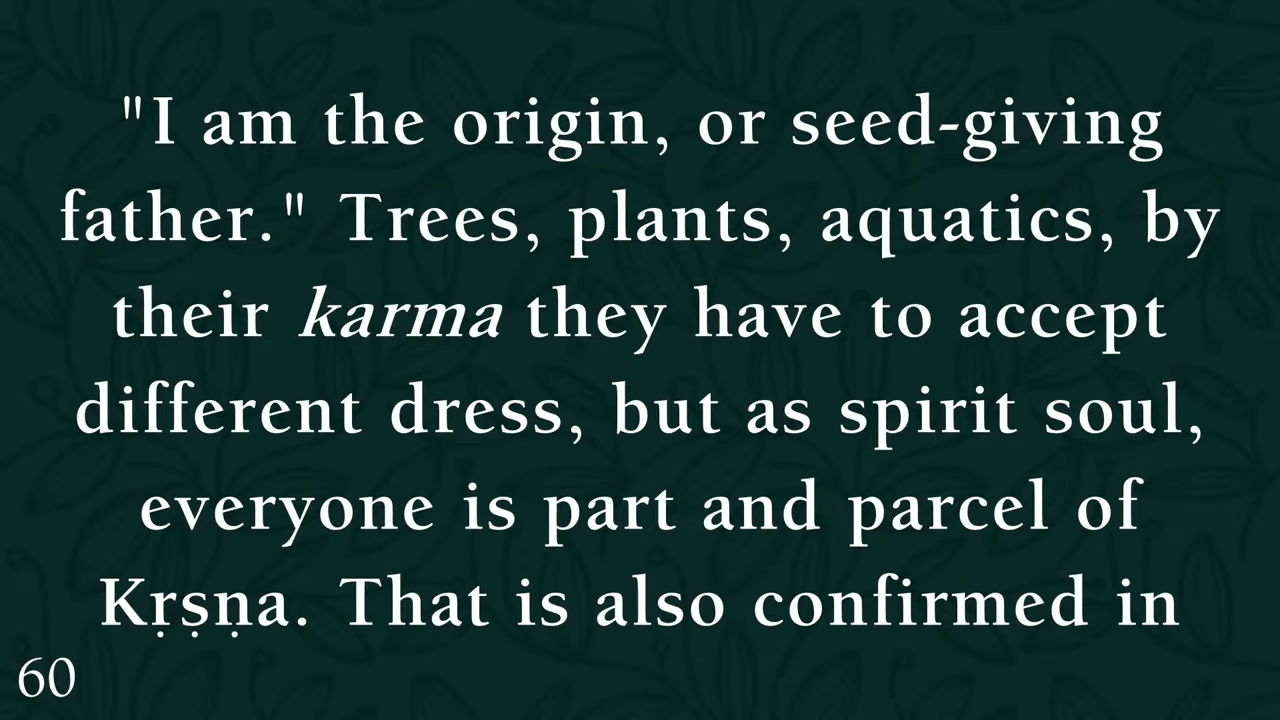 "I am the origin, or seed-giving
father." Trees, plants, aquatics, by
their karma they have to accept
different dress, but as spirit soul,
everyone is part and parcel of
Kṛṣṇa. That is also confirmed in
60